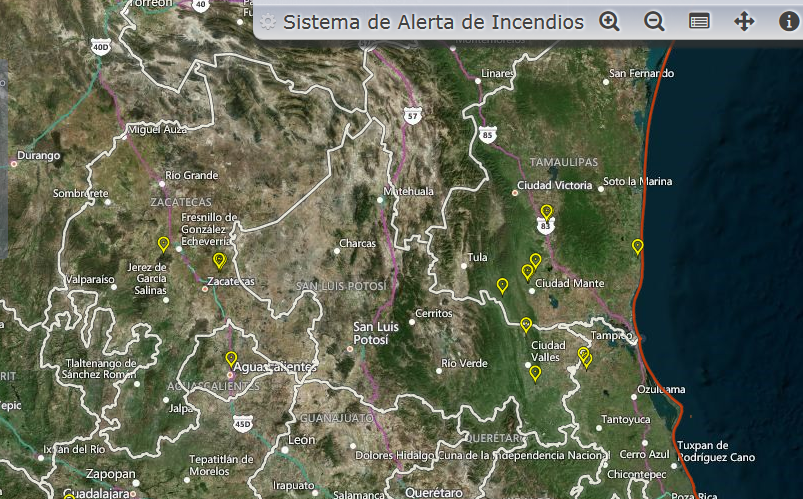 Torreón
40
Sistema de Alerta de Incendios
40D
Linares
San Fernando
57
85
Miguel Auza
Durango
TAMAULIPAS
Río Grande
Ciudad Victoria
Soto la Marina
Sombrerete
Matehuala
ZACATECAS
Fresnillo de
González
Echeverría
83
Charcas
Tula
Jerez de
García
Salinas
Valparaíso
Zacatecas
SAN LUIS POTOSÍ
Ciudad Mante
Cerritos
San Luis
Potosí
Tampico
Ciudad
Valles
Tlaltenango de
Sánchez Román
Aguascalientes
Río Verde
RIT
AGUASCALIENTES
Ozuluama
Tepic
Jalpa
45D
GUANAJUATO
Tantoyuca
León
QUERÉTARO
Ixtlán del Río
Tepatitlán de
Morelos
Dolores Hidalgo Cuna de la Independencia Nacional
Cerro Azul
Tuxpan de
Rodríguez Cano
Zapopan
Chicontepec
Guadalajara
Irapuato
Salamanca
Querétaro
Poza Rica